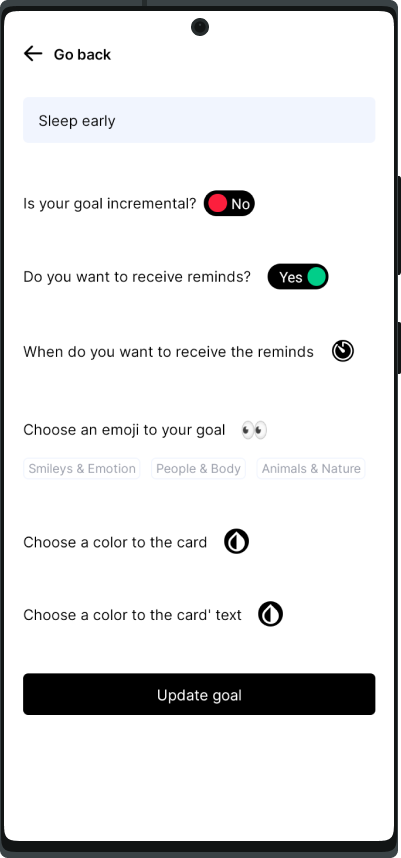 Go back
Sleep early
Is your goal incremental? No
Do you want to receive reminds? Yes
When do you want to receive the reminds
Choose an emoji to your goal
Smileys & Emotion People & Body Animals & Nature
Choose a color to the card
Choose a color to the card' text
Update goal